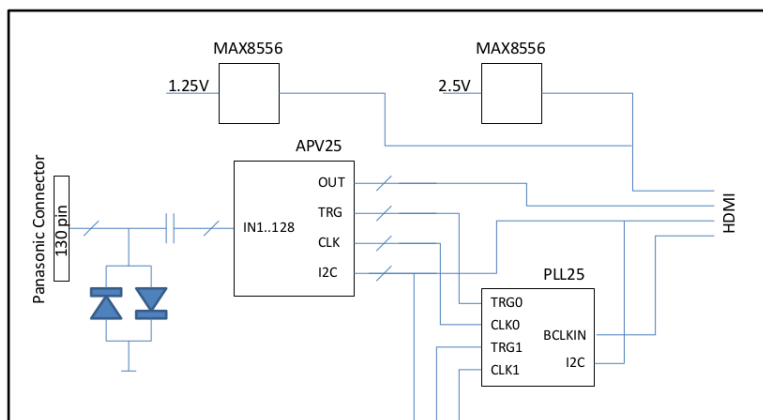 MAX8556
MAX8556
1.25V
2.5V
APV25
Panasonic Connector
130 pin
IN1..128
OUT
TRG
CLK
I2C
HDMI
PLL25
TRG0
CLK0
TRG1
CLK1
BCLKIN
I2C